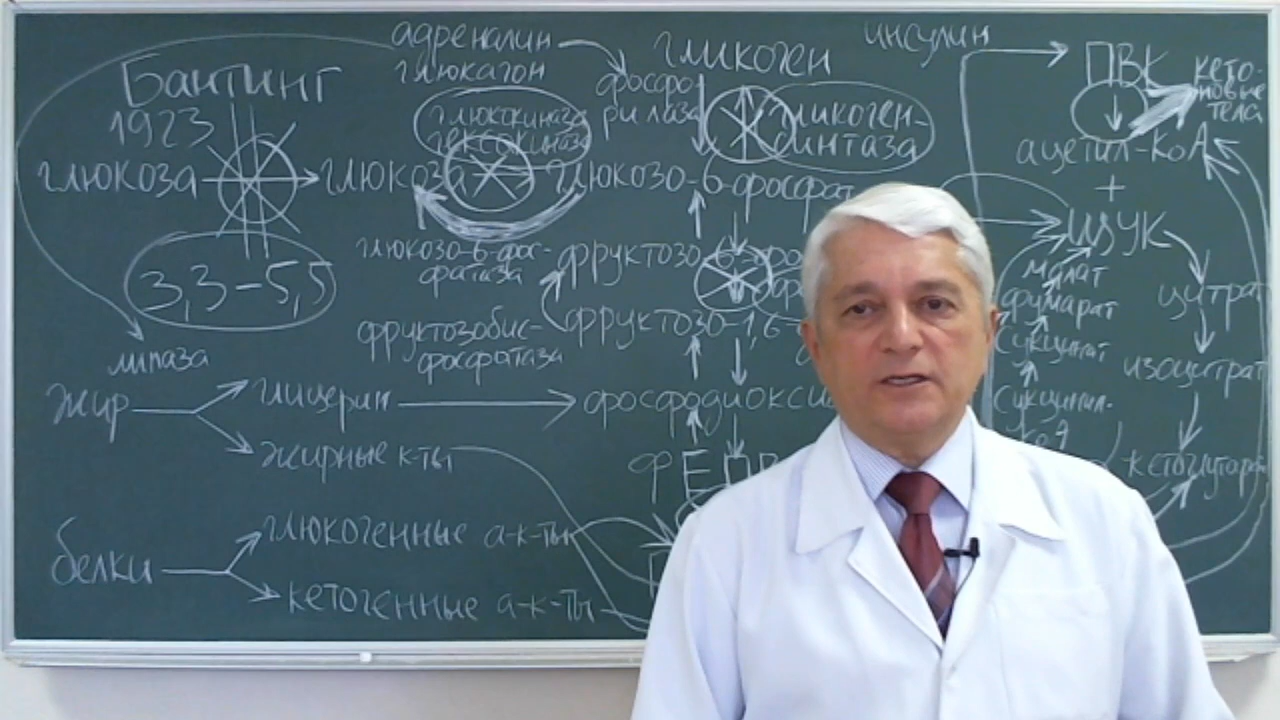 адреналин
гликоген
инсулин
Бантинг
глюкагон
фосфо-
рилаза
ПВК
кето-
новые
тела
1923
глюкокиназа
гексокиназа
гликоген-
синтаза
ацетил-КоА
+
глюкоза
глюкоза
глюкозо-6-фосфат
ЩУК
3,3-5,5
глюкозо-6-фос-
фатаза
фруктозо-6-фо
малат
фумарат
цитрат
фруктозобис-
фосфатаза
фруктозо-1,6-
сукцинат
липаза
изоцитрат
жир
глицерин
фосфодиокси
сукцинил-
жирные к-ты
кетоглутарат
ФЕПВ
глюкогенные а-к-ты
белки
кетогенные а-к-ты